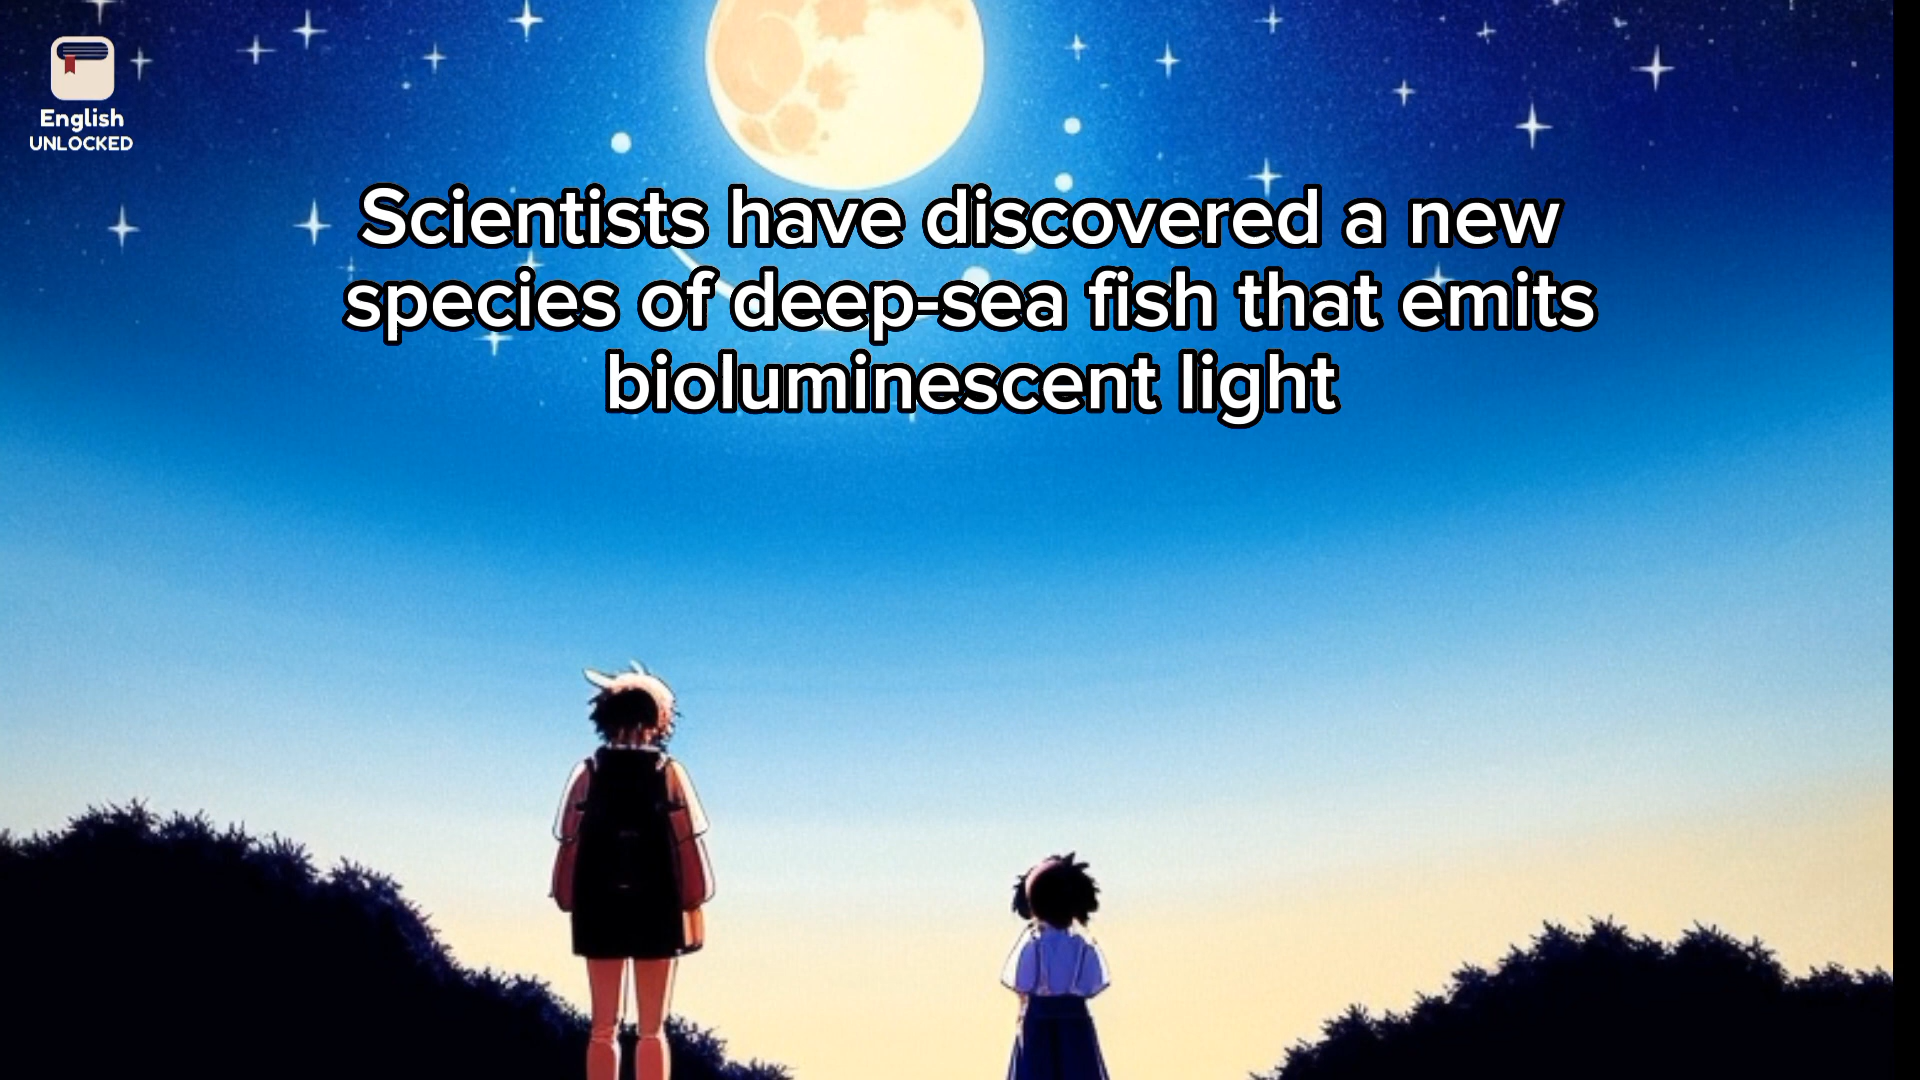 English
UNLOCKED
Scientists have discovered a new
species of deep-sea fish that emits
bioluminescent light